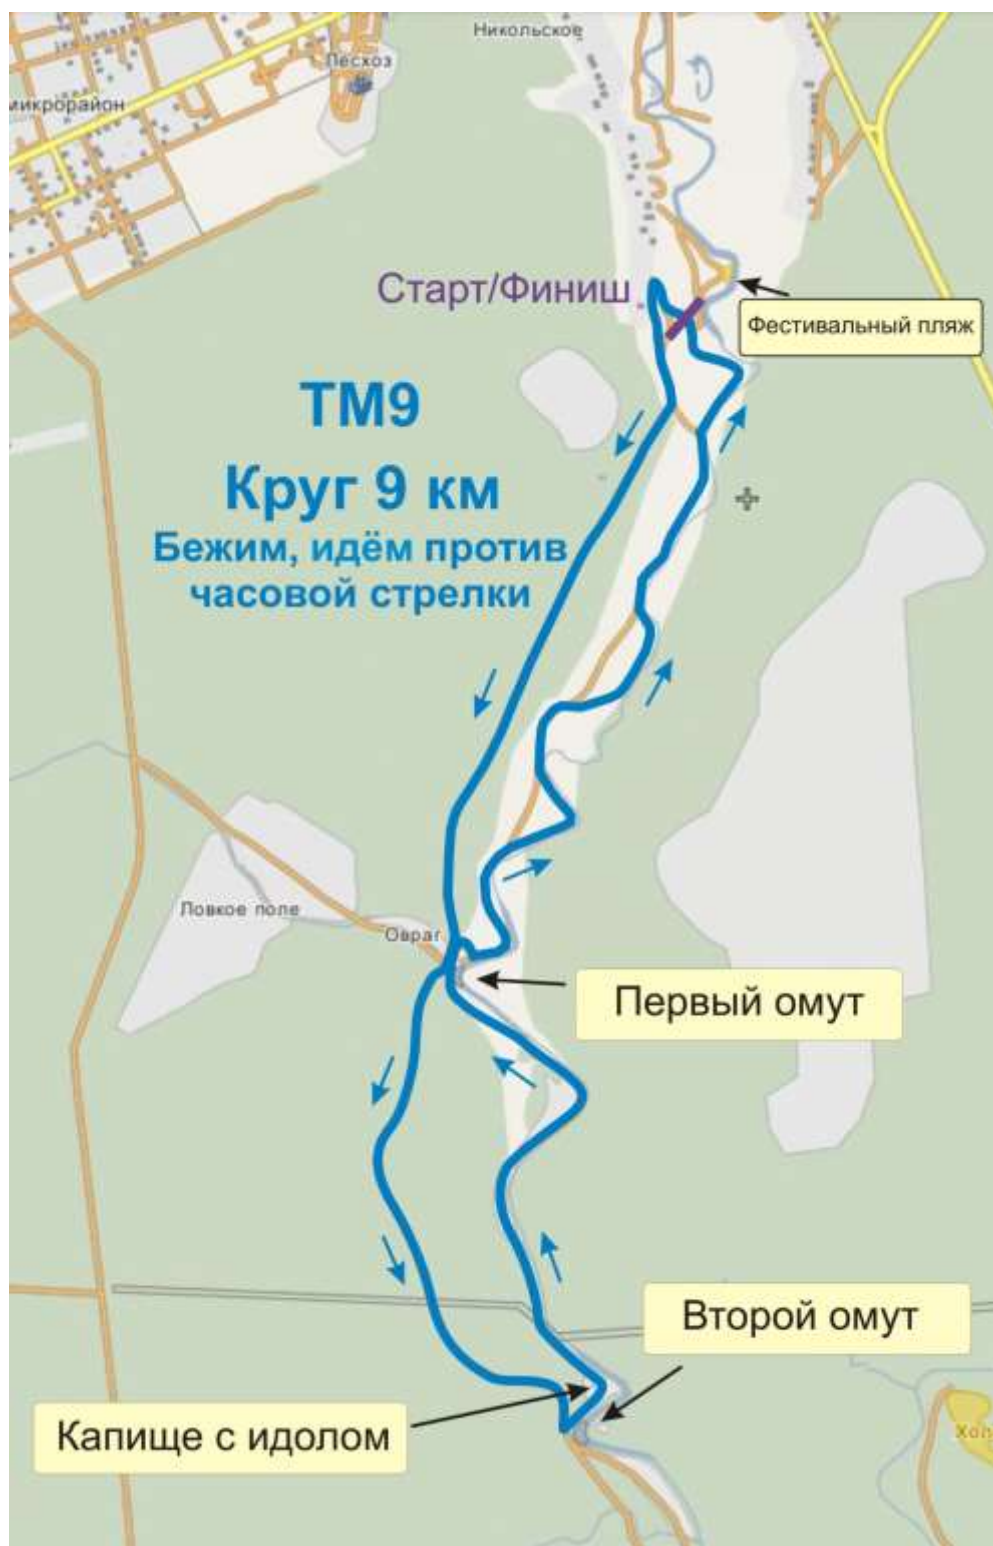 Никольское
Лесхоз
микрорайон
Старт/Финиш
Фестивальный пляж
ТМ9
Круг 9 км
Бежим, идём против
часовой стрелки
Ловкое поле
Овраг
Первый омут
Второй омут
Капище с идолом
Хол